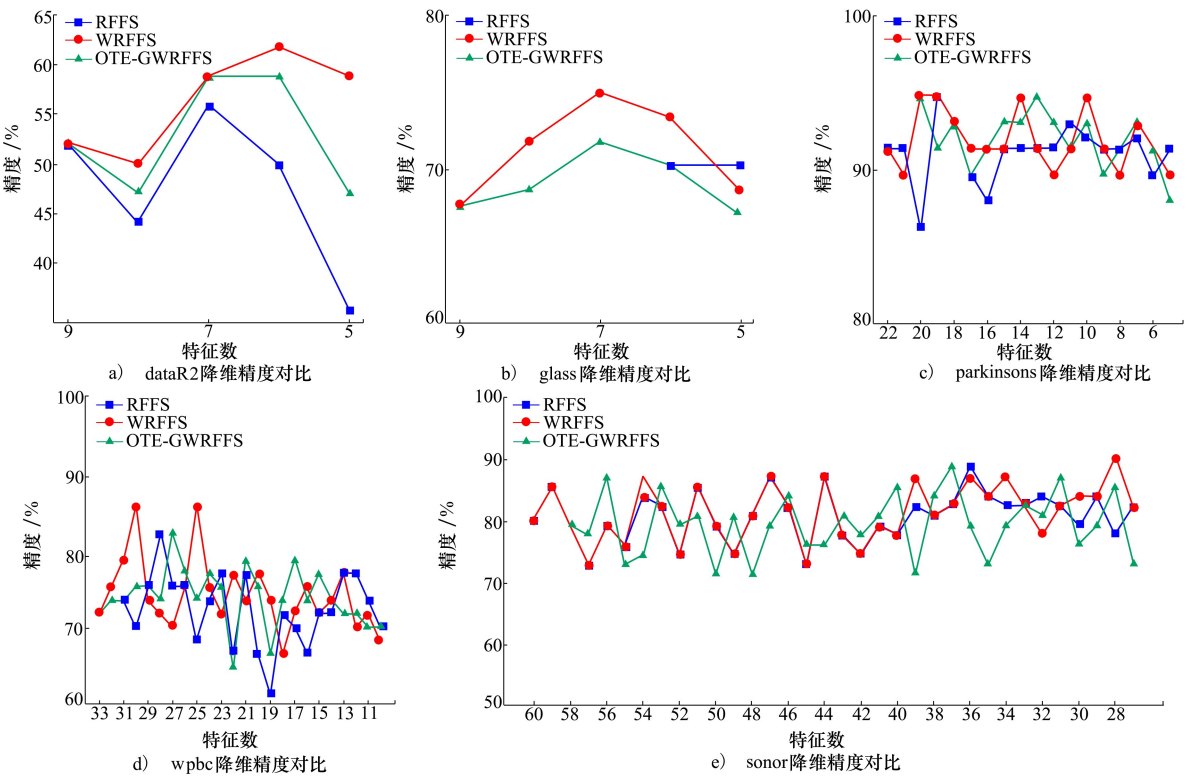 65
60
55
50
45
40
精度 /%
RFFS
WRFFS
OTE-GWRFFS
9
7
5
特征数
a) dataR2降维精度对比
80
70
60
精度 /%
RFFS
WRFFS
OTE-GWRFFS
9
7
5
特征数
b) glass降维精度对比
100
90
80
精度 /%
RFFS
WRFFS
OTE-GWRFFS
22 20 18 16 14 12 10 8 6
特征数
c) parkinsons降维精度对比
100
90
80
70
60
精度 /%
RFFS
WRFFS
OTE-GWRFFS
33 31 29 27 25 23 21 19 17 15 13 11
特征数
d) wpbc降维精度对比
100
90
80
70
60
50
精度 /%
RFFS
WRFFS
OTE-GWRFFS
60 58 56 54 52 50 48 46 44 42 40 38 36 34 32 30 28
特征数
e) sonor降维精度对比